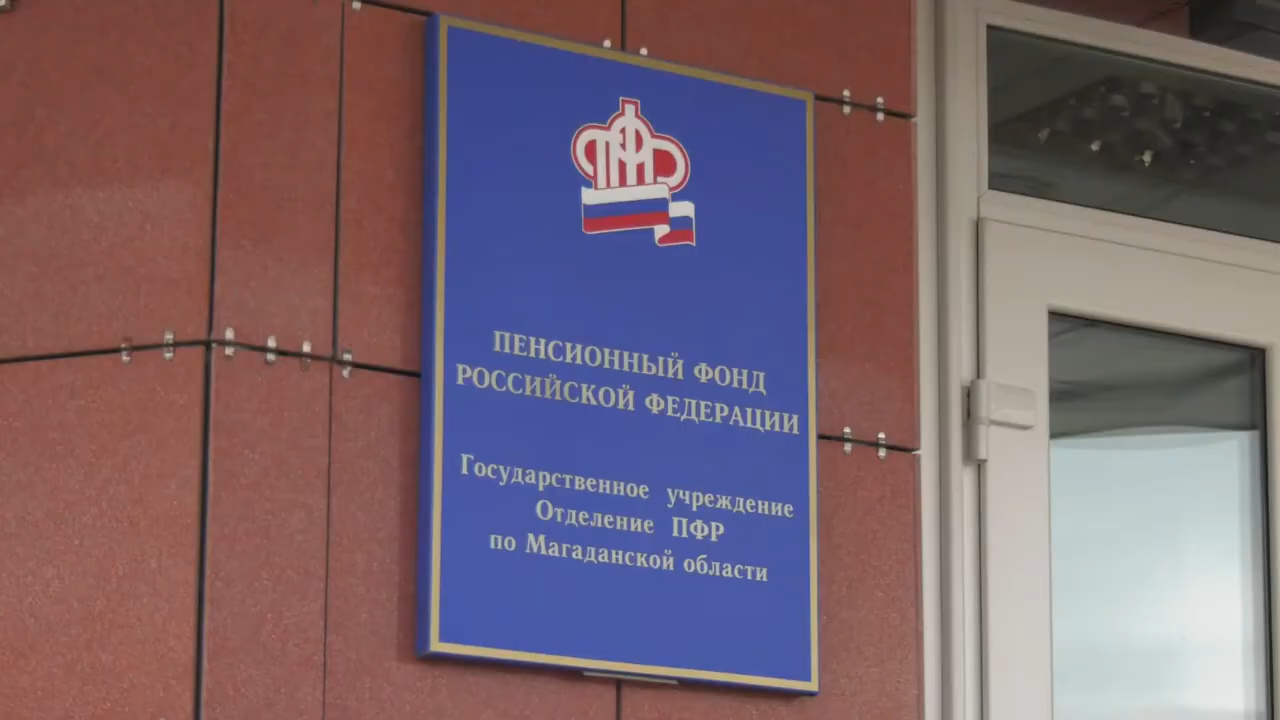 ПФР
ПЕНСИОННЫЙ ФОНД
РОССИЙСКОЙ ФЕДЕРАЦИИ
Государственное учреждение
Отделение ПФР
по Магаданской области